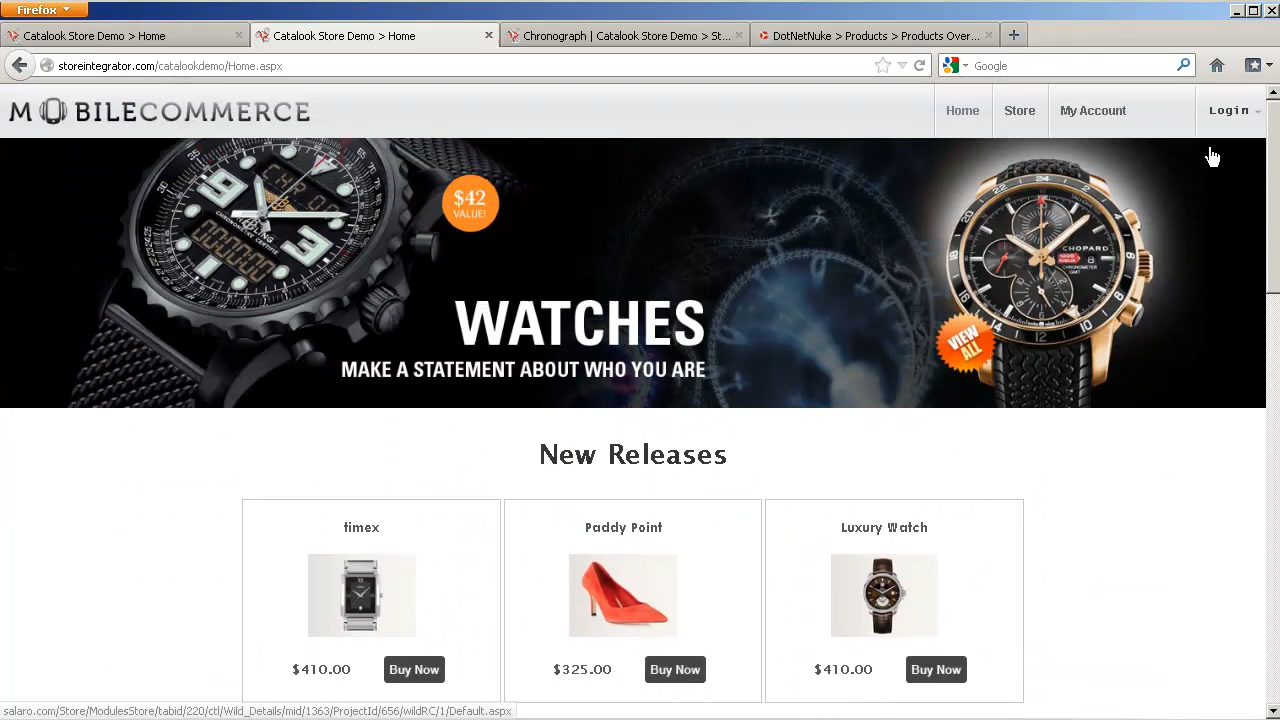 Firefox
Catalook Store Demo > Home
Catalook Store Demo > Home
Chronograph | Catalook Store Demo > St...
DotNetNuke > Products > Products Over...
storeintegrator.com/catalookdemo/Home.aspx
Google
MOBILECOMMERCE
Home
Store
My Account
Login
$42
VALUE!
CHOPARD
WATCHES
VIEW
ALL
MAKE A STATEMENT ABOUT WHO YOU ARE
New Releases
timex
Paddy Point
Luxury Watch
$410.00
Buy Now
$325.00
Buy Now
$410.00
Buy Now
salaro.com/Store/ModulesStore/tabid/220/ctl/Wild_Details/mid/1363/ProjectId/656/wildRC/1/Default.aspx